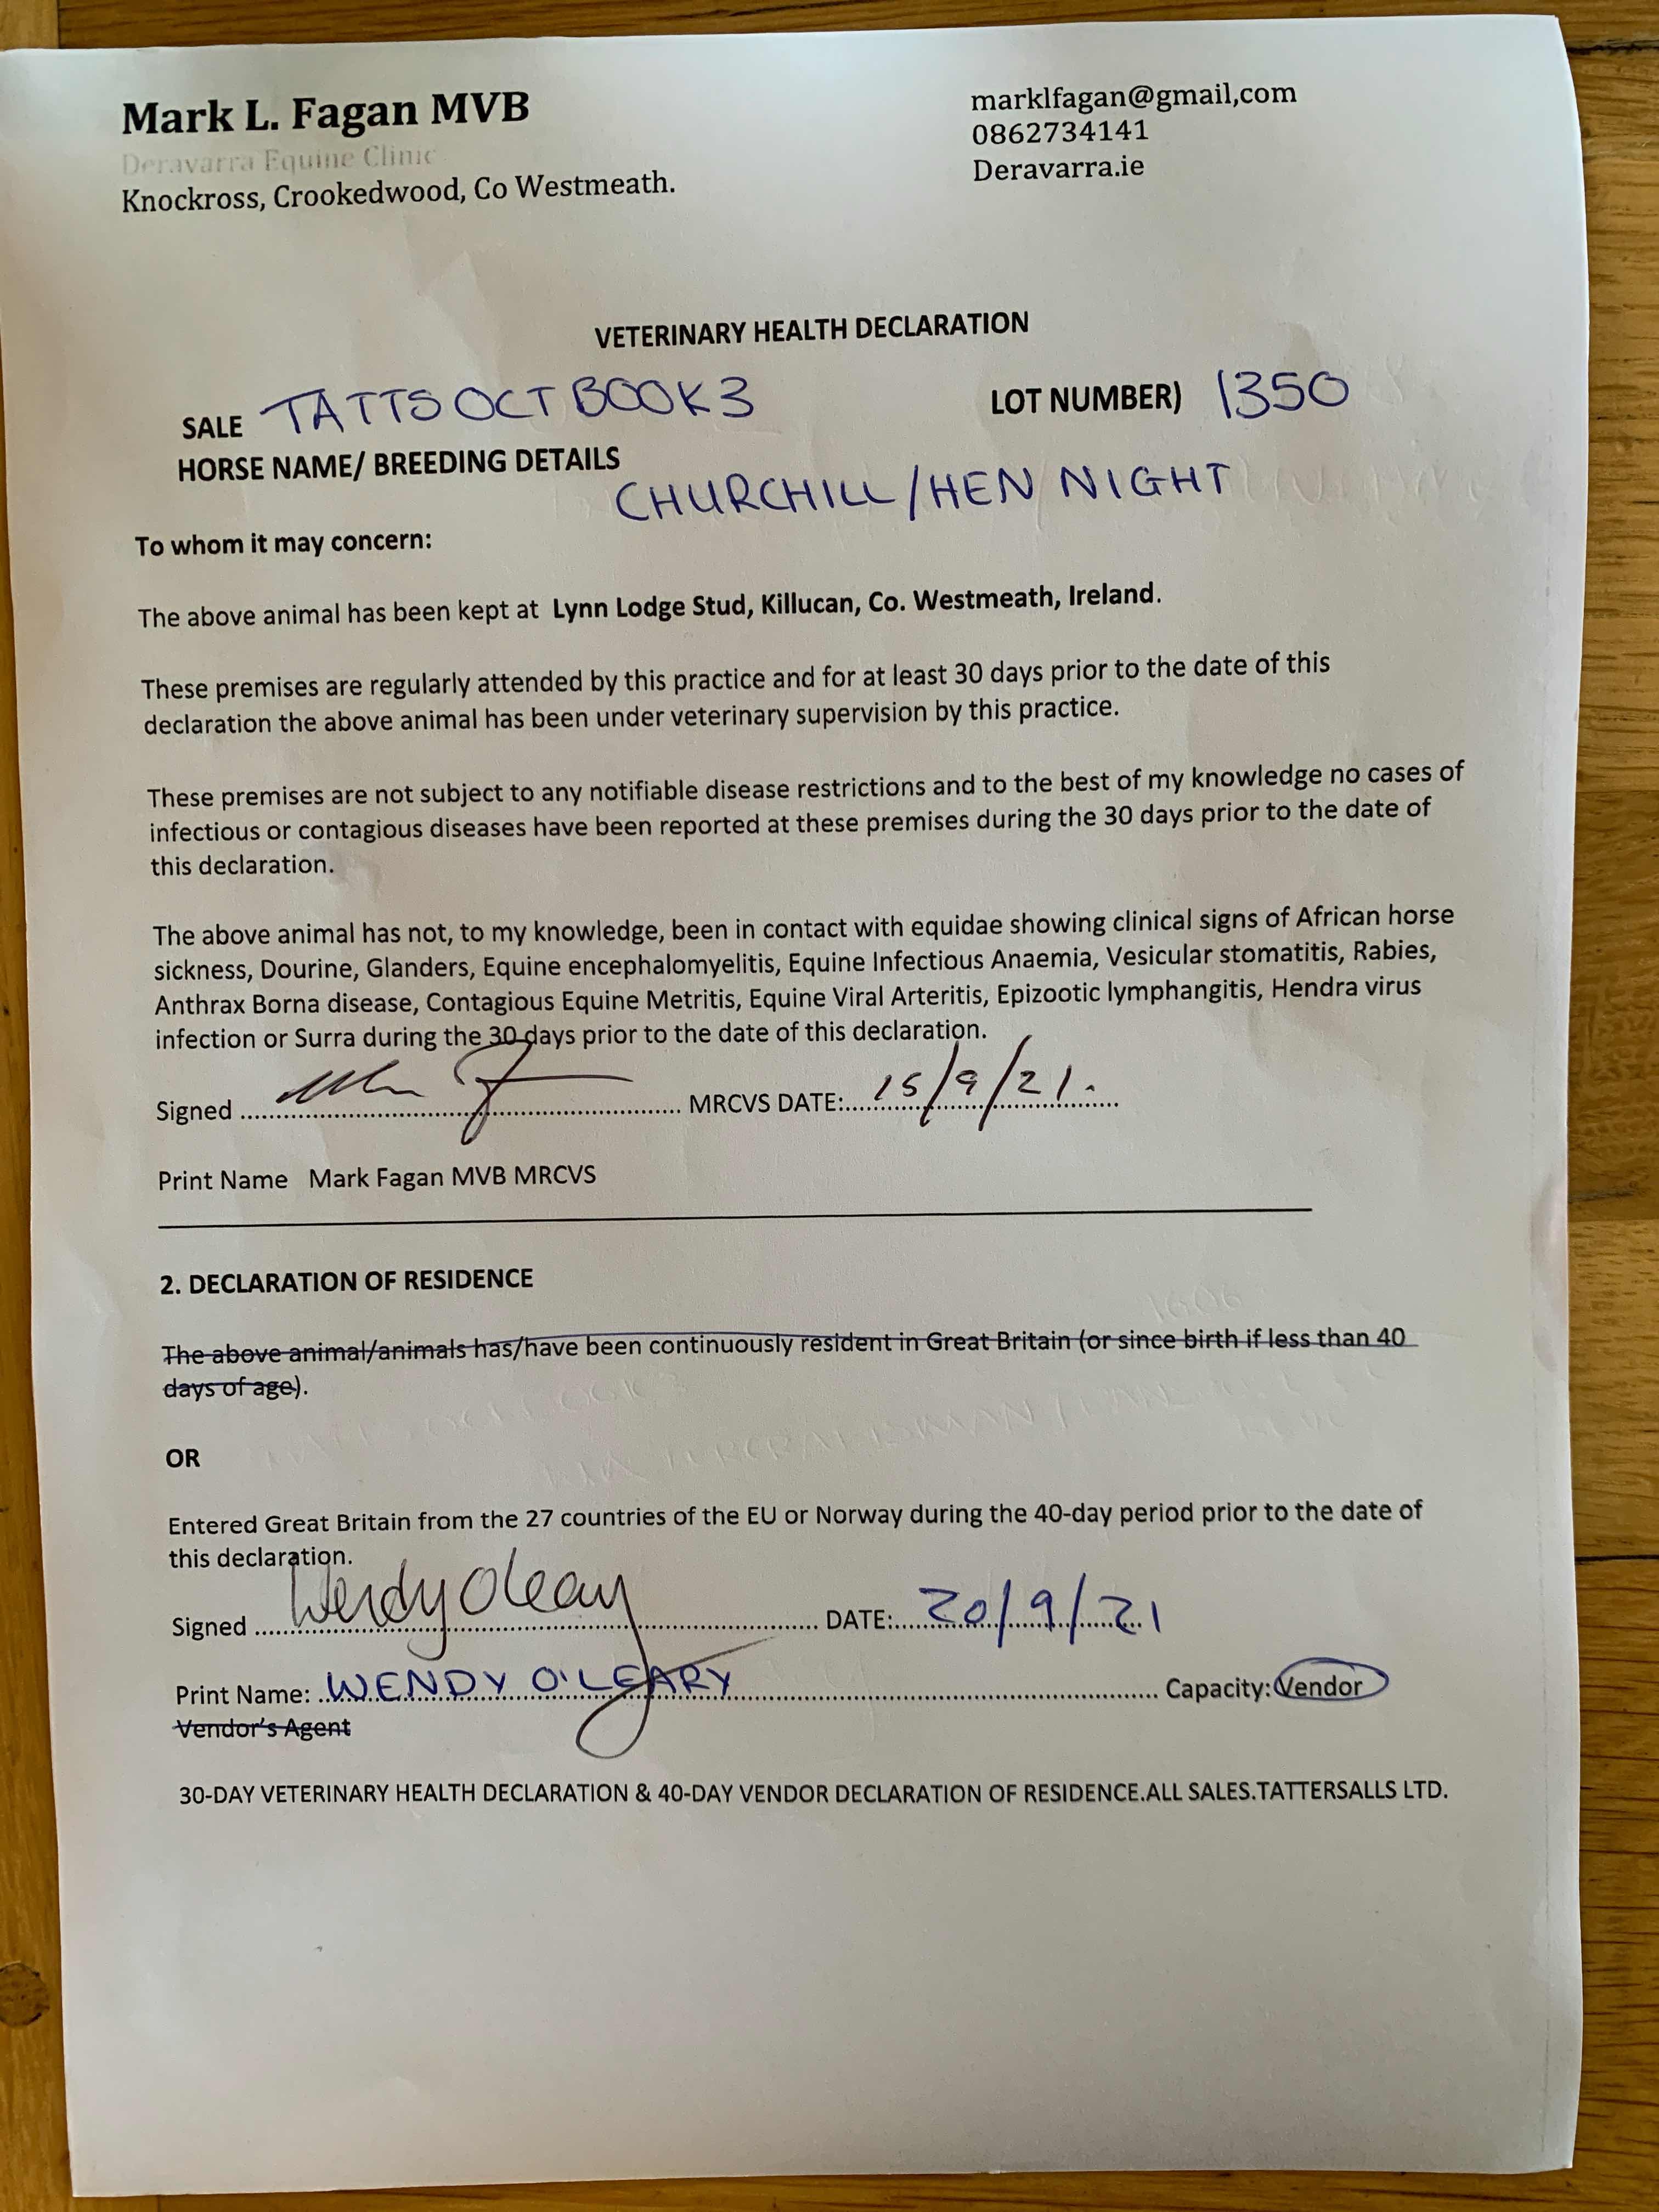 Mark L. Fagan MVB
Deravarra Equine Clinic
Knockross, Crookedwood, Co Westmeath.
marklfagan@gmail,com
0862734141
Deravarra.ie
VETERINARY HEALTH DECLARATION
SALE TATTS OCT BOOK 3 LOT NUMBER) 1350
HORSE NAME/ BREEDING DETAILS
CHURCHILL/HEN NIGHT
To whom it may concern:
The above animal has been kept at Lynn Lodge Stud, Killucan, Co. Westmeath, Ireland.
These premises are regularly attended by this practice and for at least 30 days prior to the date of this
declaration the above animal has been under veterinary supervision by this practice.
These premises are not subject to any notifiable disease restrictions and to the best of my knowledge no cases of
infectious or contagious diseases have been reported at these premises during the 30 days prior to the date of
this declaration.
The above animal has not, to my knowledge, been in contact with equidae showing clinical signs of African horse
sickness, Dourine, Glanders, Equine encephalomyelitis, Equine Infectious Anaemia, Vesicular stomatitis, Rabies,
Anthrax Borna disease, Contagious Equine Metritis, Equine Viral Arteritis, Epizootic lymphangitis, Hendra virus
infection or Surra during the 30 days prior to the date of this declaration.
Signed .......... MRCVS DATE:..... 15/9/21.
Print Name Mark Fagan MVB MRCVS
2. DECLARATION OF RESIDENCE
The above animal/animals has/have been continuously resident in Great Britain (or since birth if less than 40
days of age).
OR
Entered Great Britain from the 27 countries of the EU or Norway during the 40-day period prior to the date of
this declaration.
Signed ..... Wendy O'Leary ..... DATE:..... 20/9/21
Print Name: ..WENDY O'LEARY..... Capacity: Vendor
Vendor's Agent
30-DAY VETERINARY HEALTH DECLARATION & 40-DAY VENDOR DECLARATION OF RESIDENCE.ALL SALES.TATTERSALLS LTD.